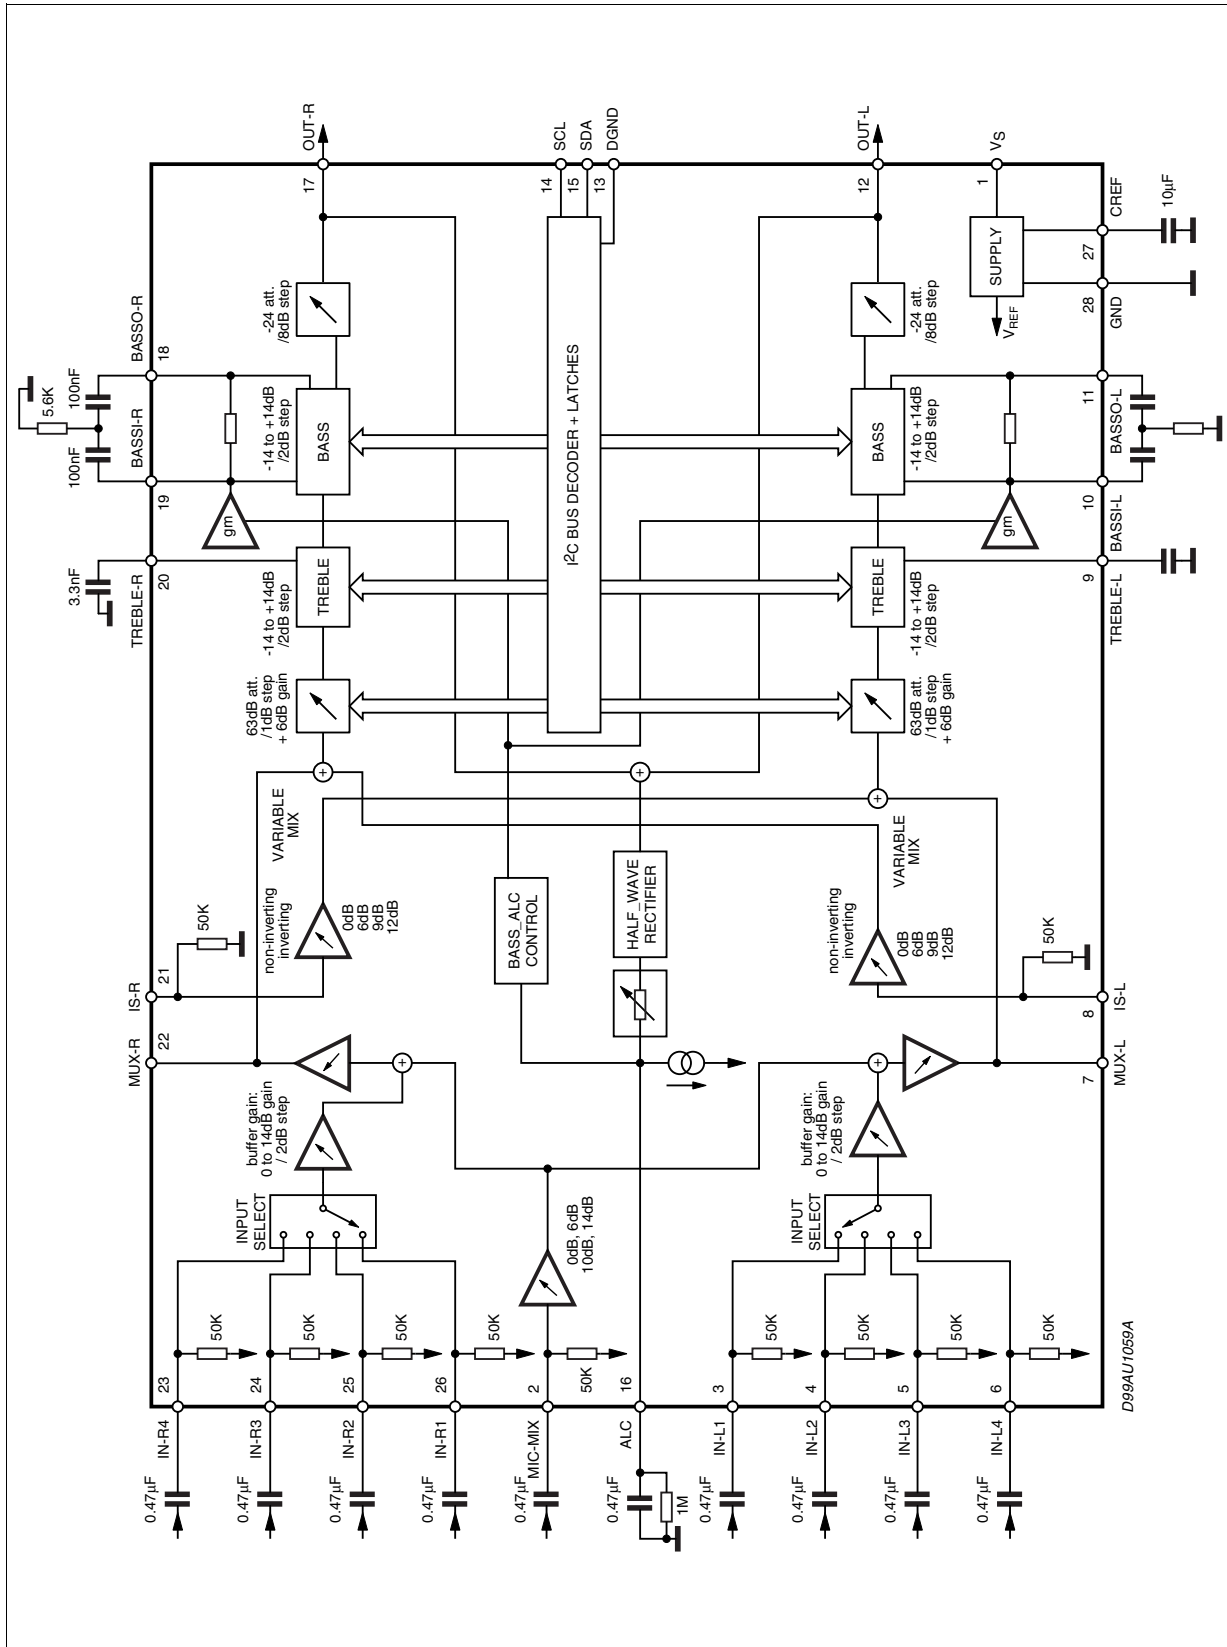 OUT-R
17
SCL
14
SDA
15
DGND
13
OUT-L
12
VS
1
BASSO-R
18
5.6K
100nF
100nF
BASSI-R
19
3.3nF
TREBLE-R
20
-24 att.
/8dB step
-14 to +14dB
/2dB step
BASS
gm
-14 to +14dB
/2dB step
TREBLE
63dB att.
/1dB step
+ 6dB gain
I2C BUS DECODER + LATCHES
-24 att.
/8dB step
BASS
-14 to +14dB
/2dB step
gm
TREBLE
-14 to +14dB
/2dB step
63dB att.
/1dB step
+ 6dB gain
SUPPLY
VREF
27
CREF
10µF
28
GND
11
BASSO-L
10
BASSI-L
9
TREBLE-L
VARIABLE
MIX
VARIABLE
MIX
IS-R
21
50K
non-inverting
inverting
0dB
6dB
9dB
12dB
BASS_ALC
CONTROL
HALF_WAVE
RECTIFIER
non-inverting
inverting
0dB
6dB
9dB
12dB
50K
8
IS-L
MUX-R
22
7
MUX-L
buffer gain:
0 to 14dB gain
/ 2dB step
INPUT
SELECT
0dB, 6dB
10dB, 14dB
buffer gain:
0 to 14dB gain
/ 2dB step
INPUT
SELECT
50K
50K
50K
50K
50K
50K
50K
50K
50K
23
24
25
26
2
16
3
4
5
6
IN-R4
IN-R3
IN-R2
IN-R1
MIC-MIX
ALC
IN-L1
IN-L2
IN-L3
IN-L4
0.47µF
0.47µF
0.47µF
0.47µF
0.47µF
0.47µF
1M
0.47µF
0.47µF
0.47µF
0.47µF
D99AU1059A